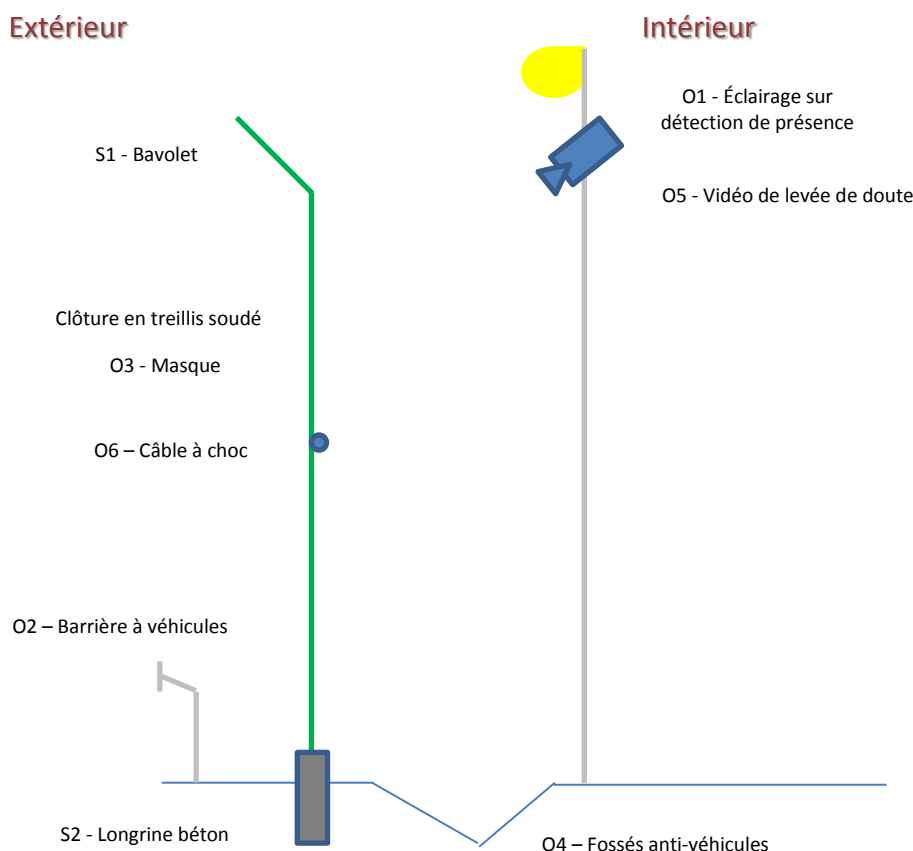 Extérieur
Intérieur
O1 - Éclairage sur
détection de présence
S1 - Bavolet
O5 - Vidéo de levée de doute
Clôture en treillis soudé
O3 - Masque
O6 – Câble à choc
O2 – Barrière à véhicules
S2 - Longrine béton
O4 – Fossés anti-véhicules